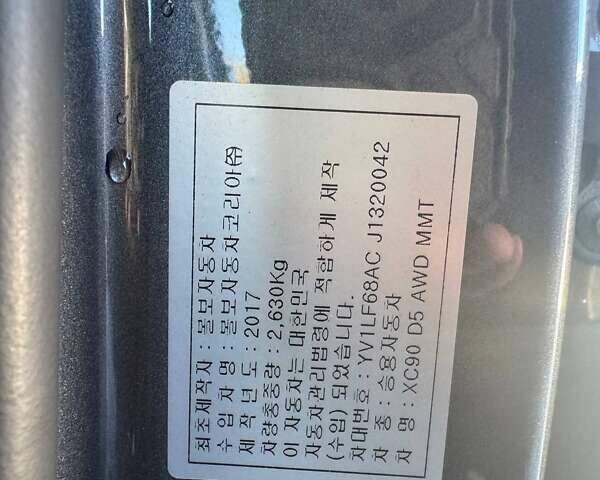 최초제작자 : 볼보자동차
수 입 자 명 : 볼보자동차코리아㈜
제 작 년 도 : 2017
차량총중량 : 2,630Kg
이 자동차는 대한민국
자동차관리법령에 적합하게 제작
(수입) 되었습니다.
차대번호 : YV1LF68AC J1320042
차 종 : 승용자동차
차 명 : XC90 D5 AWD MMT